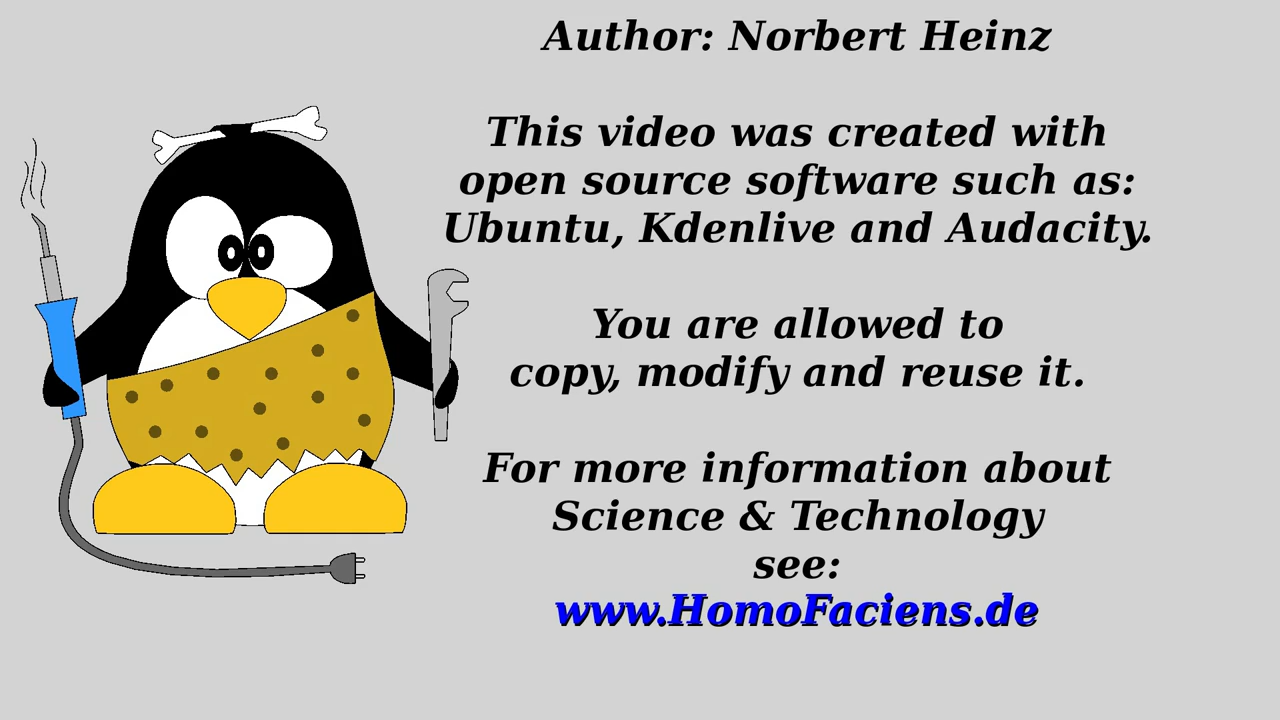 Author: Norbert Heinz
This video was created with
open source software such as:
Ubuntu, Kdenlive and Audacity.
You are allowed to
copy, modify and reuse it.
For more information about
Science & Technology
see:
www.HomoFaciens.de